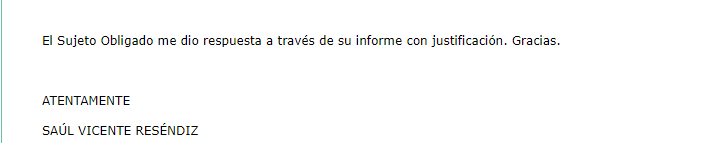 El Sujeto Obligado me dio respuesta a través de su informe con justificación. Gracias.
ATENTAMENTE
SAÚL VICENTE RESÉNDIZ